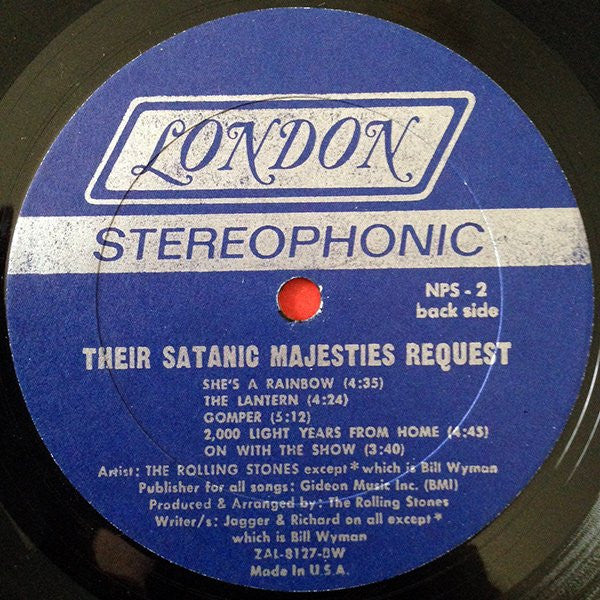 LONDON
STEREOPHONIC
NPS - 2
back side
THEIR SATANIC MAJESTIES REQUEST
SHE'S A RAINBOW (4:35)
THE LANTERN (4:24)
GOMPER (5:12)
2,000 LIGHT YEARS FROM HOME (4:45)
ON WITH THE SHOW (3:40)
Artist: THE ROLLING STONES except* which is Bill Wyman
Publisher for all songs: Gideon Music Inc. (BMI)
Produced & Arranged by: The Rolling Stones
Writer/s: Jagger & Richard on all except*
which is Bill Wyman
ZAL-8127-BW
Made In U.S.A.